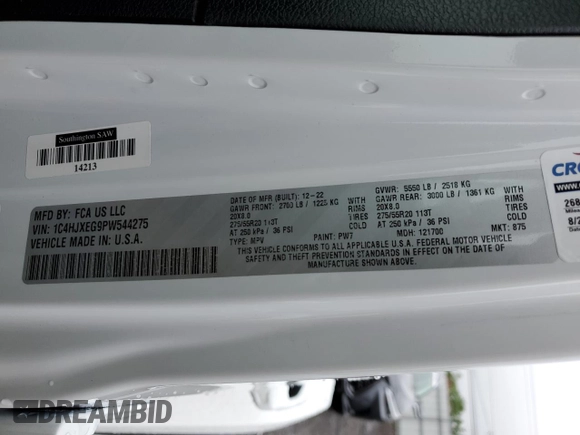 Southington SAW
14213
MFD BY: FCA US LLC
VIN: 1C4HJXEG9PW544275
VEHICLE MADE IN: U.S.A.
DATE OF MFR (BUILT): 12-22
GAWR FRONT: 2700 LB / 1225 KG WITH
20X8.0 RIMS
275/55R20 113T TIRES
AT 250 kPa / 36 PSI COLD
TYPE: MPV
PAINT: PW7
GVWR: 5550 LB / 2518 KG
GAWR REAR: 3000 LB / 1361 KG WITH
20X8.0 RIMS
275/55R20 113T TIRES
AT 250 kPa / 36 PSI COLD
MDH: 121700
MKT: 875
THIS VEHICLE CONFORMS TO ALL APPLICABLE U.S.A. FEDERAL MOTOR VEHICLE
SAFETY AND THEFT PREVENTION STANDARDS IN EFFECT ON THE DATE OF
MANUFACTURE SHOWN ABOVE.
CRO
268
8/
DREAMBID